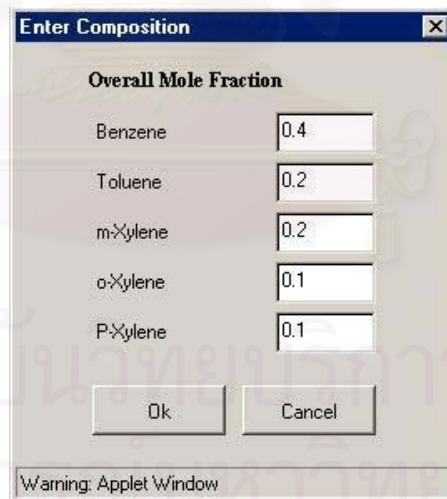 Enter Composition
Overall Mole Fraction
Benzene 0.4
Toluene 0.2
m-Xylene 0.2
o-Xylene 0.1
P-Xylene 0.1
Ok Cancel
Warning: Applet Window